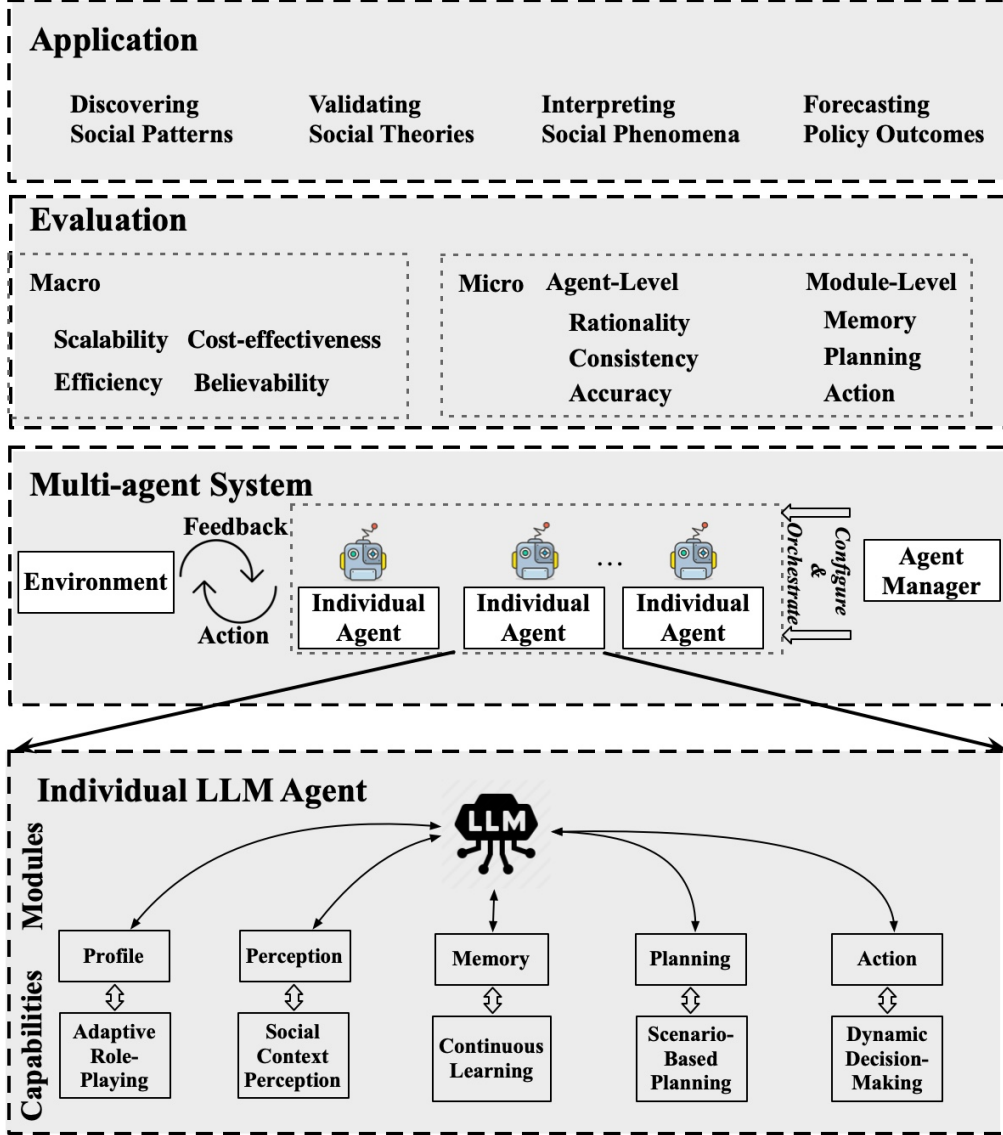 Application
Discovering
Social Patterns
Validating
Social Theories
Interpreting
Social Phenomena
Forecasting
Policy Outcomes
Evaluation
Macro
Scalability Cost-effectiveness
Efficiency Believability
Micro
Agent-Level
Rationality
Consistency
Accuracy
Module-Level
Memory
Planning
Action
Multi-agent System
Environment
Feedback
Action
Individual
Agent
Individual
Agent
...
Individual
Agent
Configure
&
Orchestrate
Agent
Manager
Individual LLM Agent
LLM
Modules
Profile
Perception
Memory
Planning
Action
Capabilities
Adaptive
Role-
Playing
Social
Context
Perception
Continuous
Learning
Scenario-
Based
Planning
Dynamic
Decision-
Making